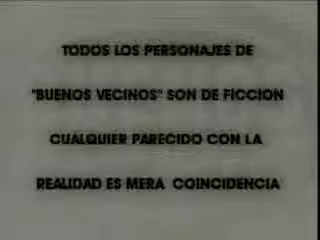 TODOS LOS PERSONAJES DE
"BUENOS VECINOS" SON DE FICCION
CUALQUIER PARECIDO CON LA
REALIDAD ES MERA COINCIDENCIA